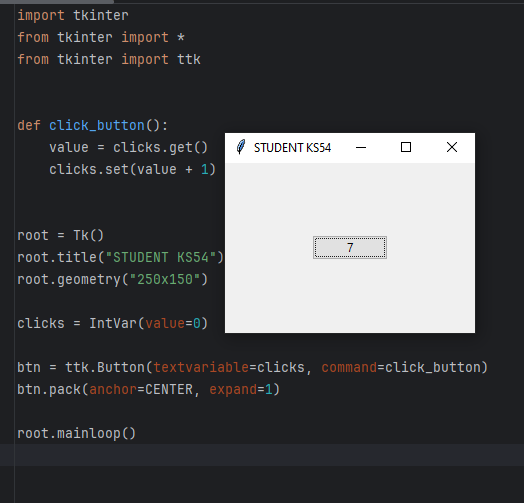 import tkinter
from tkinter import *
from tkinter import ttk
def click_button():
    value = clicks.get()
    clicks.set(value + 1)
STUDENT KS54
7
root = Tk()
root.title("STUDENT KS54")
root.geometry("250x150")
clicks = IntVar(value=0)
btn = ttk.Button(textvariable=clicks, command=click_button)
btn.pack(anchor=CENTER, expand=1)
root.mainloop()